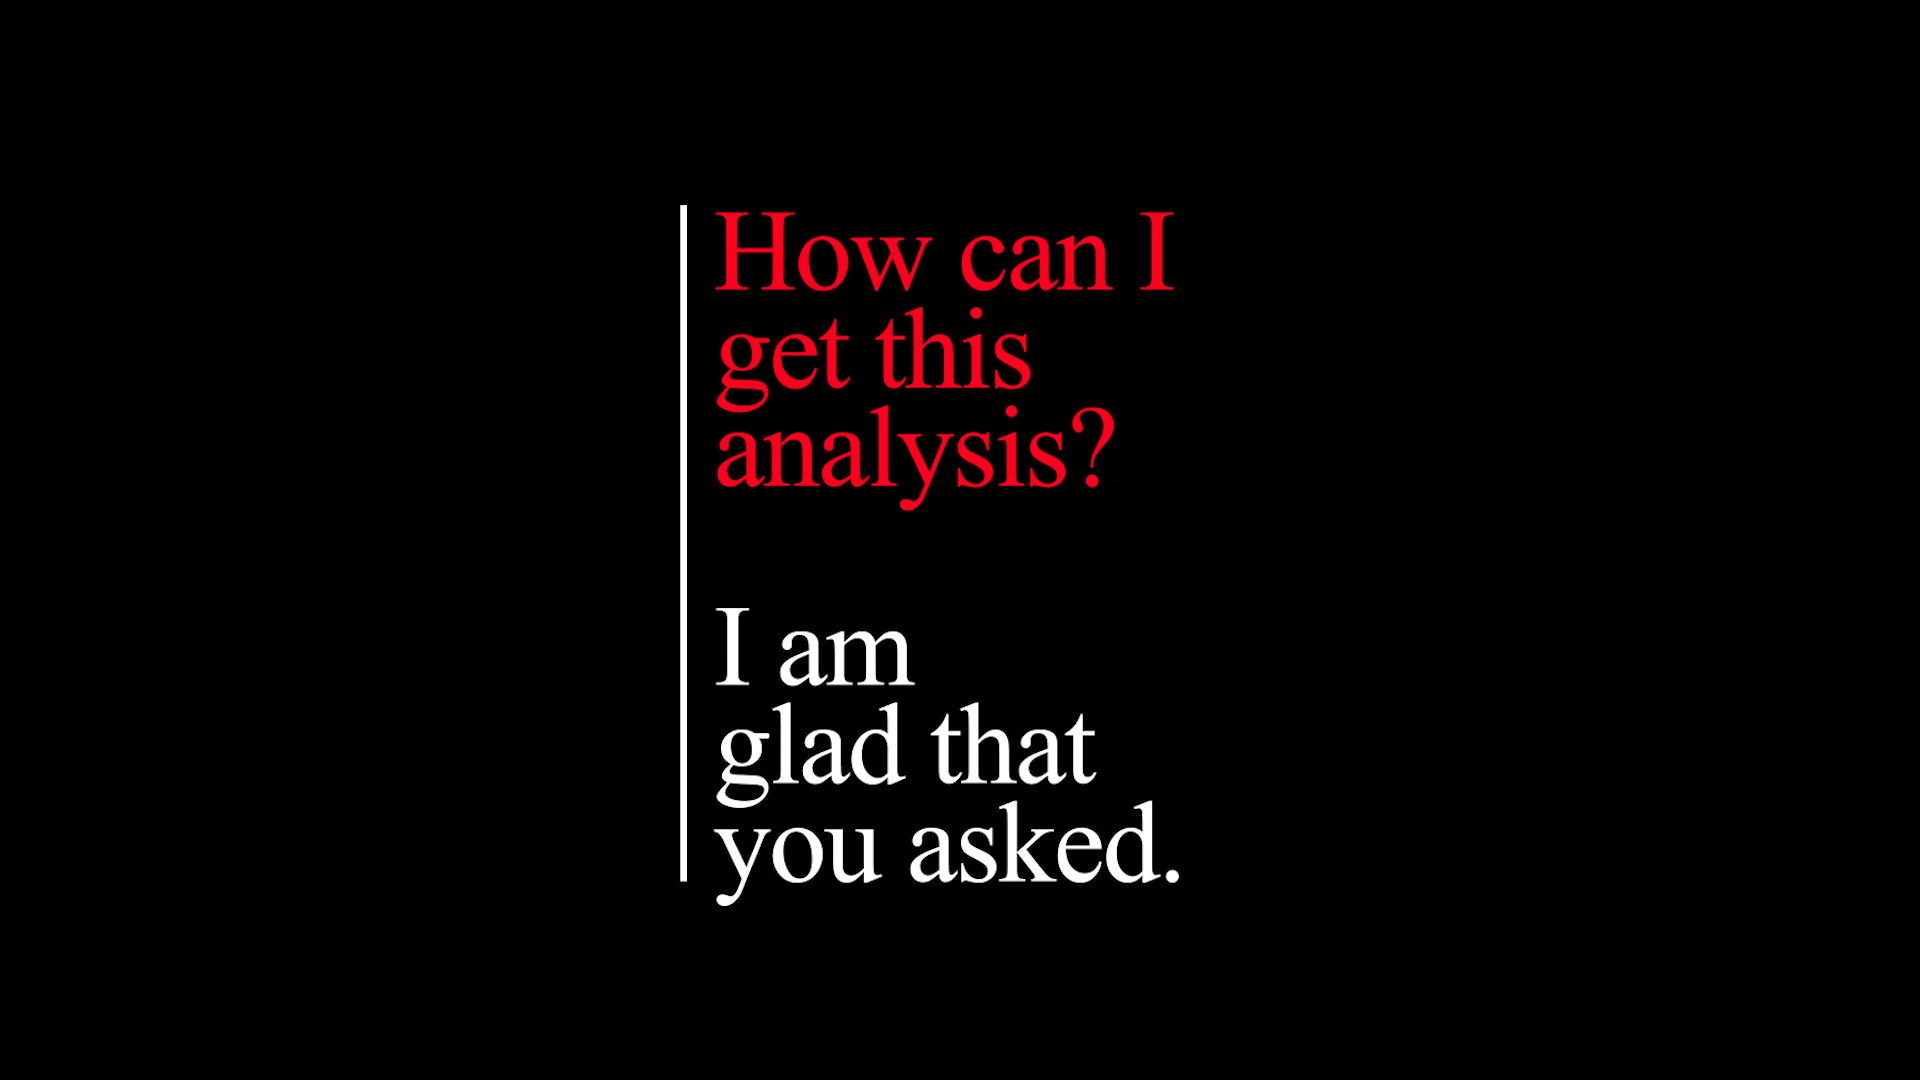 How can I
get this
analysis?
I am
glad that
you asked.